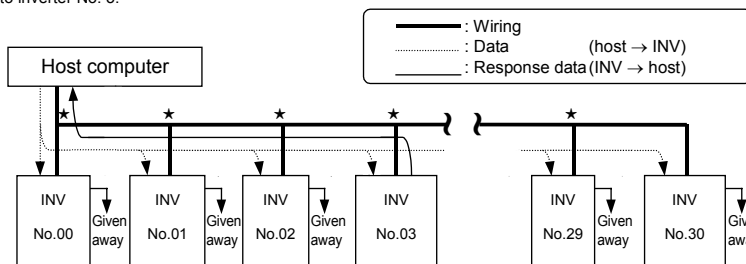 to inverter No. 3.
: Wiring
: Data (host → INV)
: Response data (INV → host)
Host computer
★ ★ ★ ★ ★
INV INV INV INV INV INV
No.00 No.01 No.02 No.03 No.29 No.30
Given away Given away Given away Given away